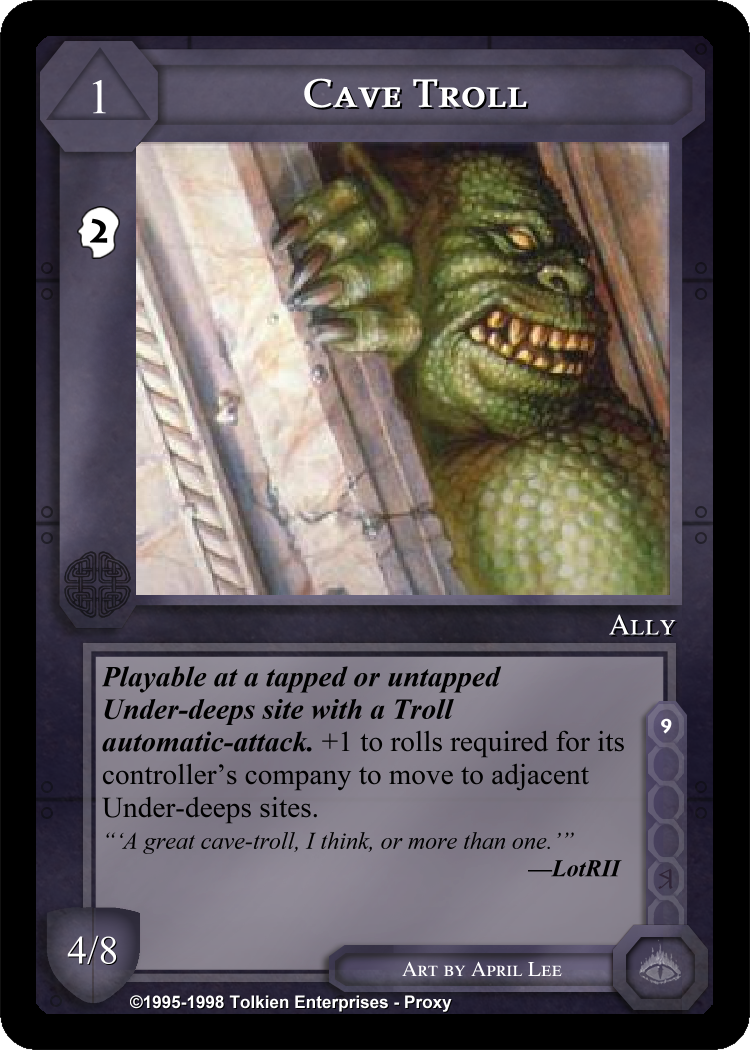 1
CAVE TROLL
2
ALLY
Playable at a tapped or untapped
Under-deeps site with a Troll
automatic-attack. +1 to rolls required for its
controller’s company to move to adjacent
Under-deeps sites.
“‘A great cave-troll, I think, or more than one.’”
—LotRII
9
4/8
ART BY APRIL LEE
©1995-1998 Tolkien Enterprises - Proxy